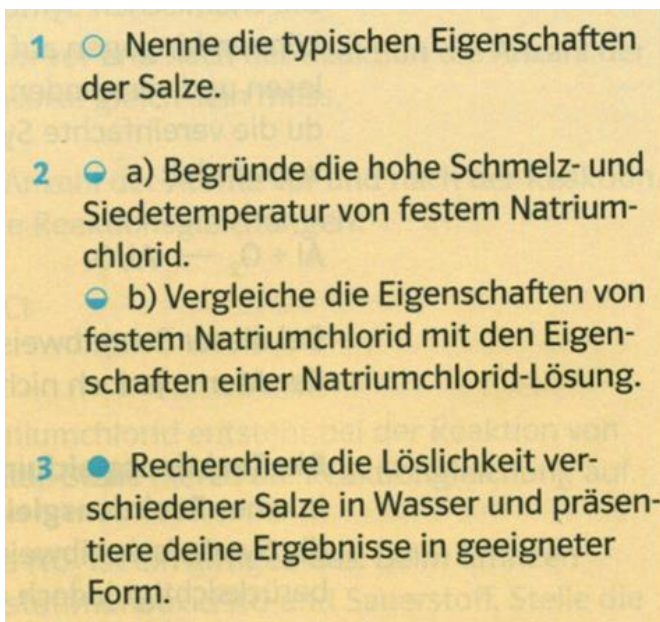 1 Nenne die typischen Eigenschaften
der Salze.
2 a) Begründe die hohe Schmelz- und
Siedetemperatur von festem Natrium-
chlorid.
b) Vergleiche die Eigenschaften von
festem Natriumchlorid mit den Eigen-
schaften einer Natriumchlorid-Lösung.
3 Recherchiere die Löslichkeit ver-
schiedener Salze in Wasser und präsen-
tiere deine Ergebnisse in geeigneter
Form.